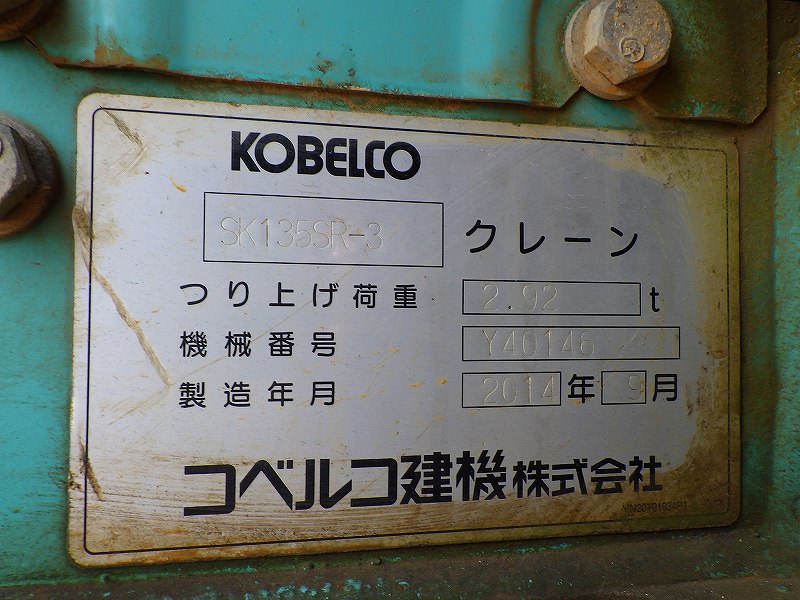 KOBELCO
SK135SR-3 クレーン
つり上げ荷重 2.92 t
機械番号 Y40146
製造年月 2014年 9月
コベルコ建機株式会社